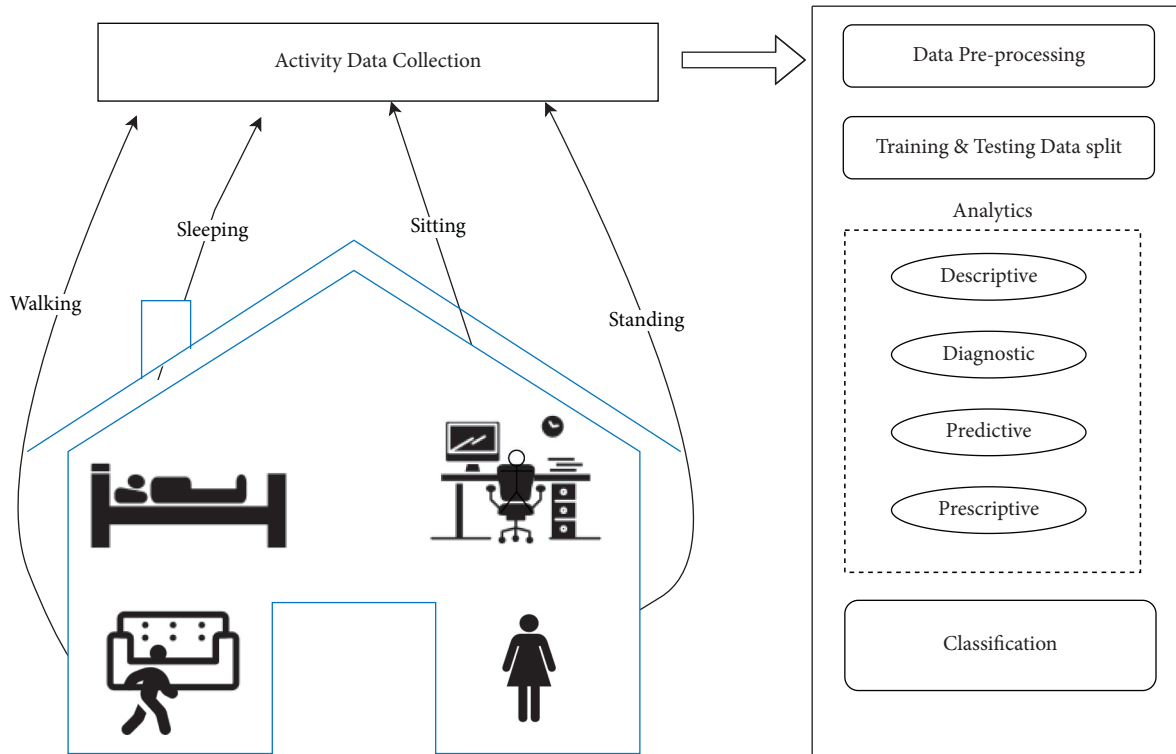 Activity Data Collection
Walking
Sleeping
Sitting
Standing
Data Pre-processing
Training & Testing Data split
Analytics
Descriptive
Diagnostic
Predictive
Prescriptive
Classification